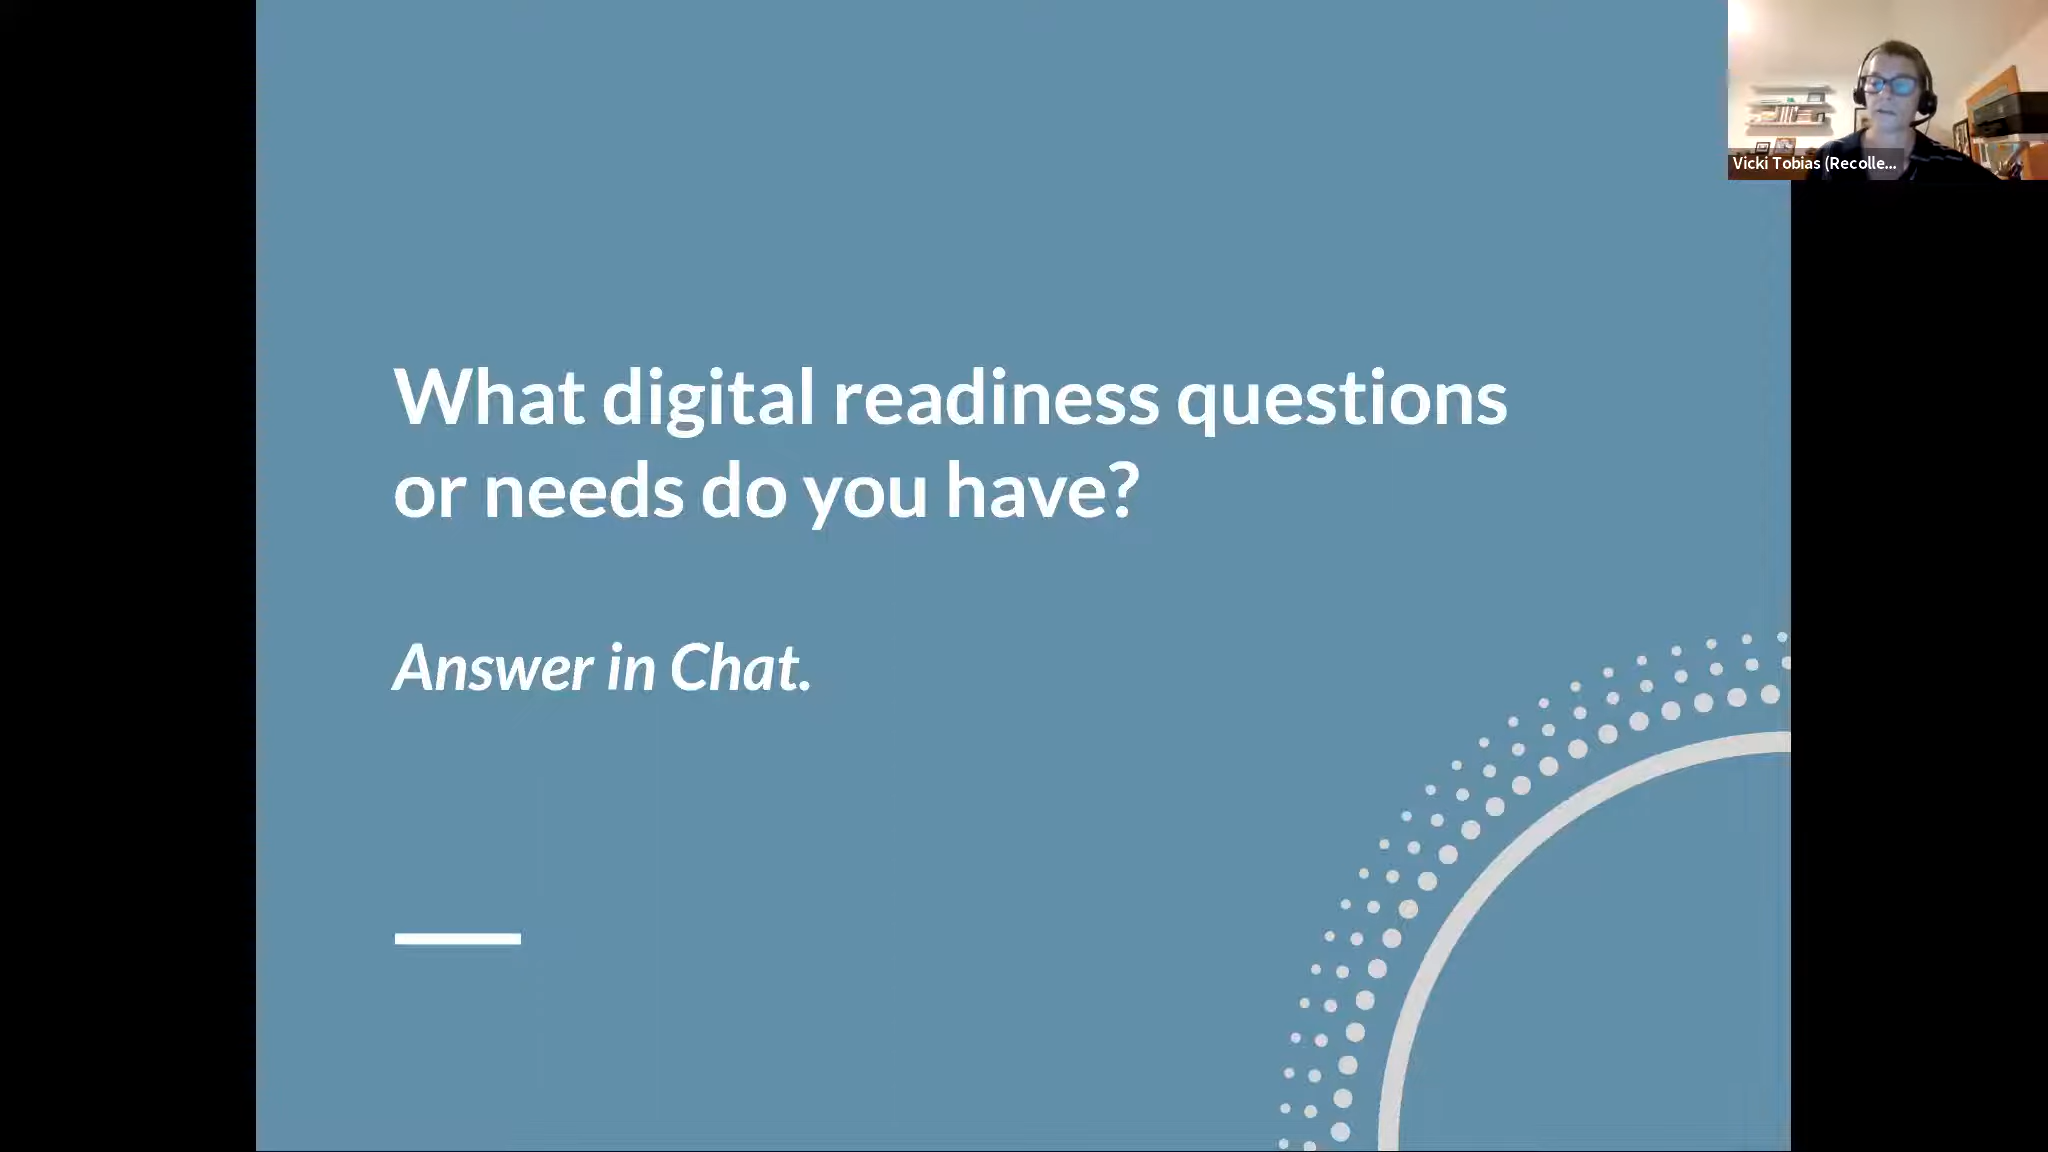 What digital readiness questions
or needs do you have?
Answer in Chat.
Vicki Tobias (Recolle...